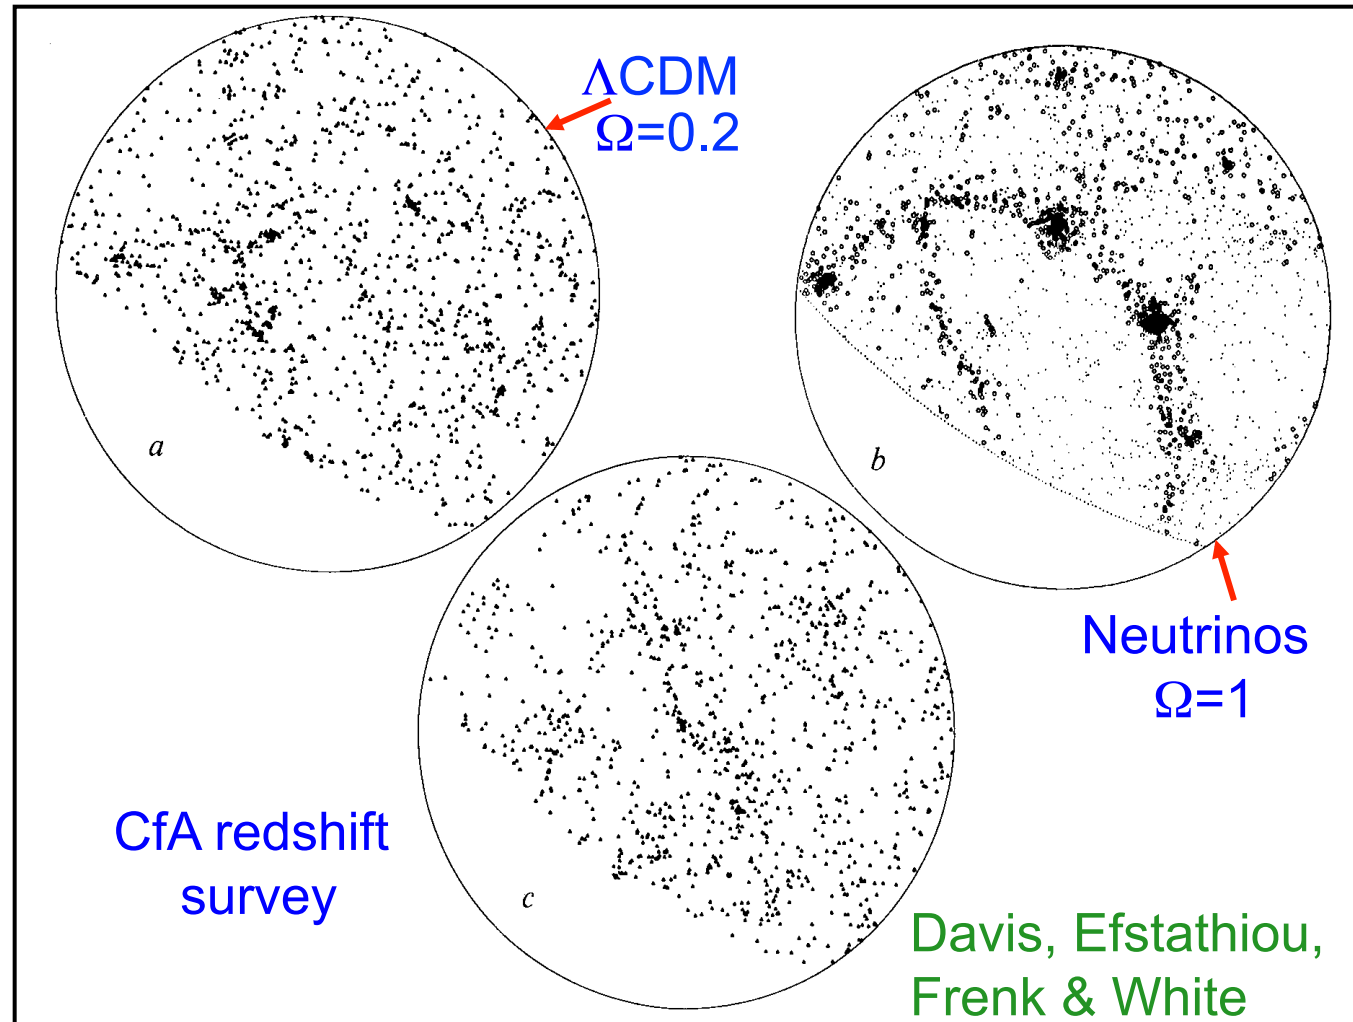 ΛCDM
Ω=0.2
a
b
Neutrinos
Ω=1
CfA redshift
survey
c
Davis, Efstathiou,
Frenk & White